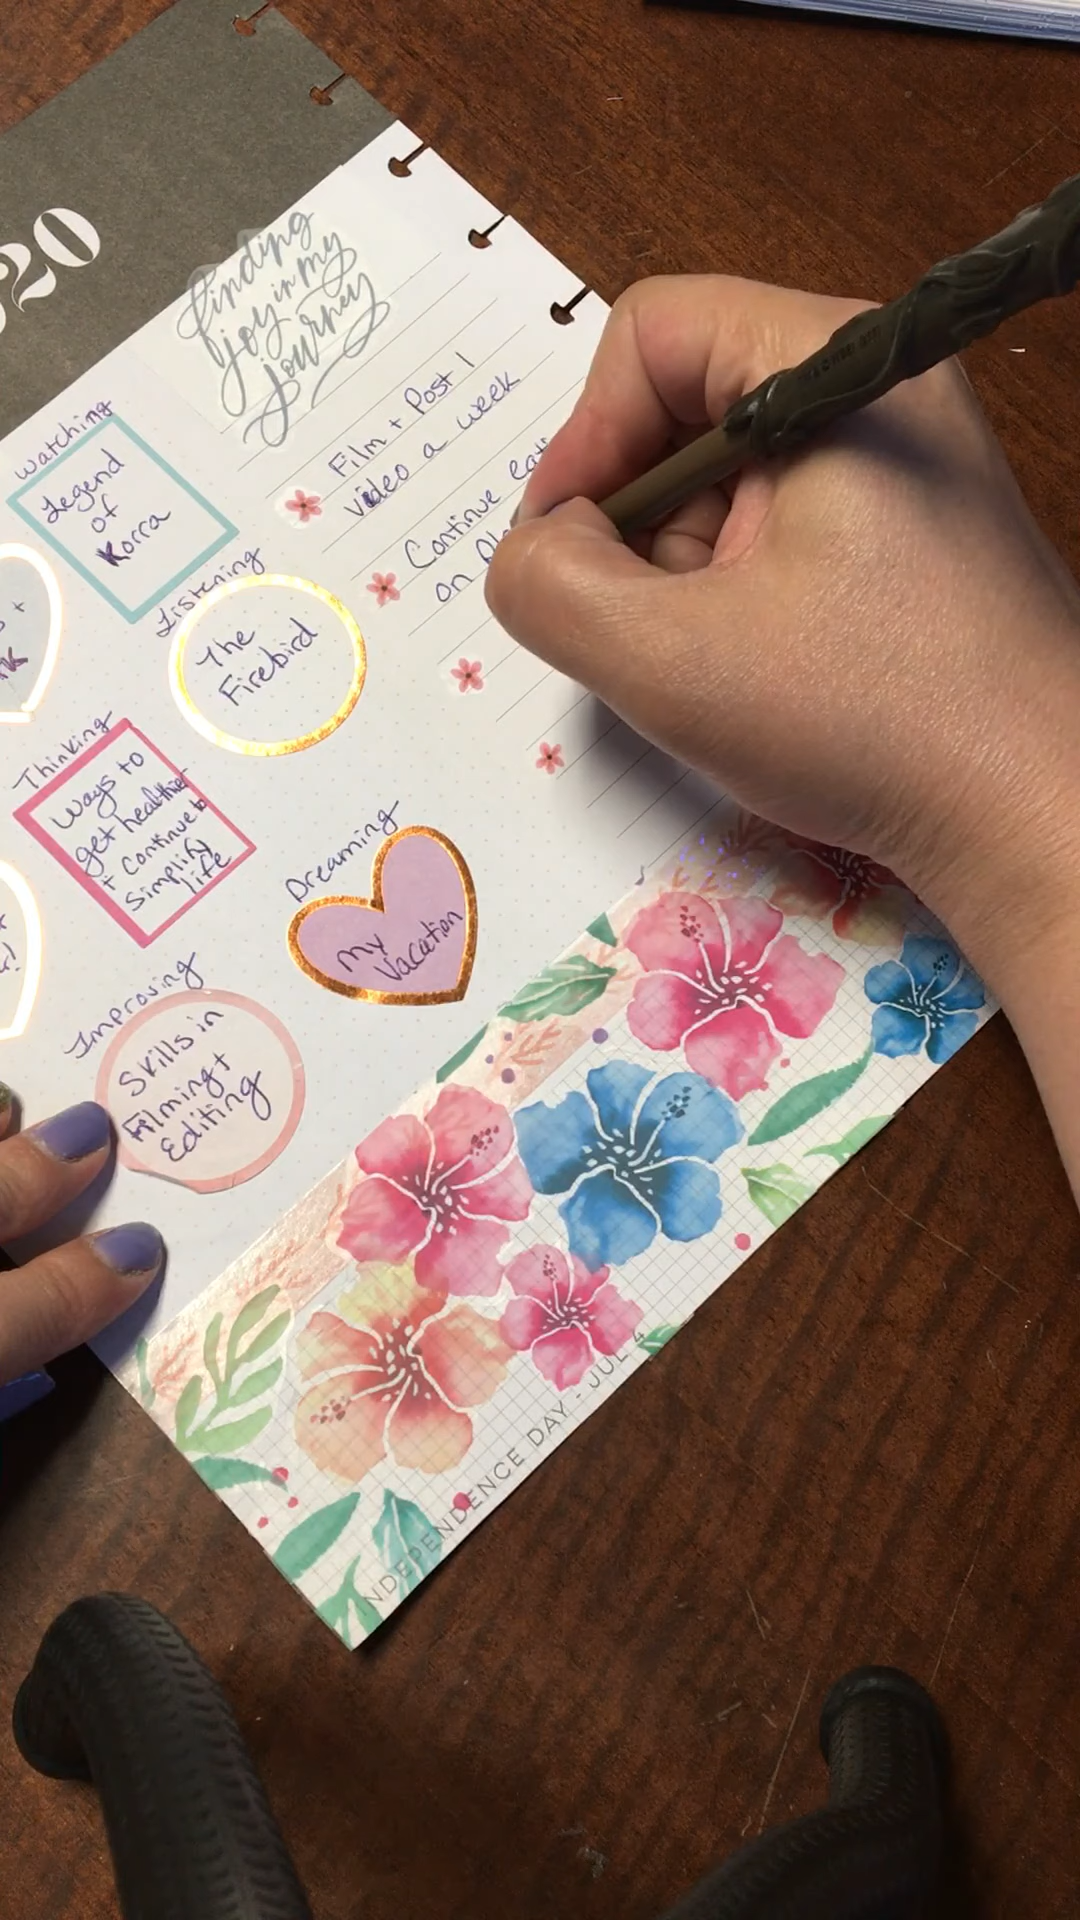 finding
joy in my
journey
Film + Post 1
video a week
Continue
on
Watching
Legend
of
Korra
Listening
The
Firebird
Thinking
Ways to
get healthier
+ Continue to
Simplify
life
Dreaming
My
Vacation
Improving
Skills in
Filming +
Editing
INDEPENDENCE DAY - JUL 4